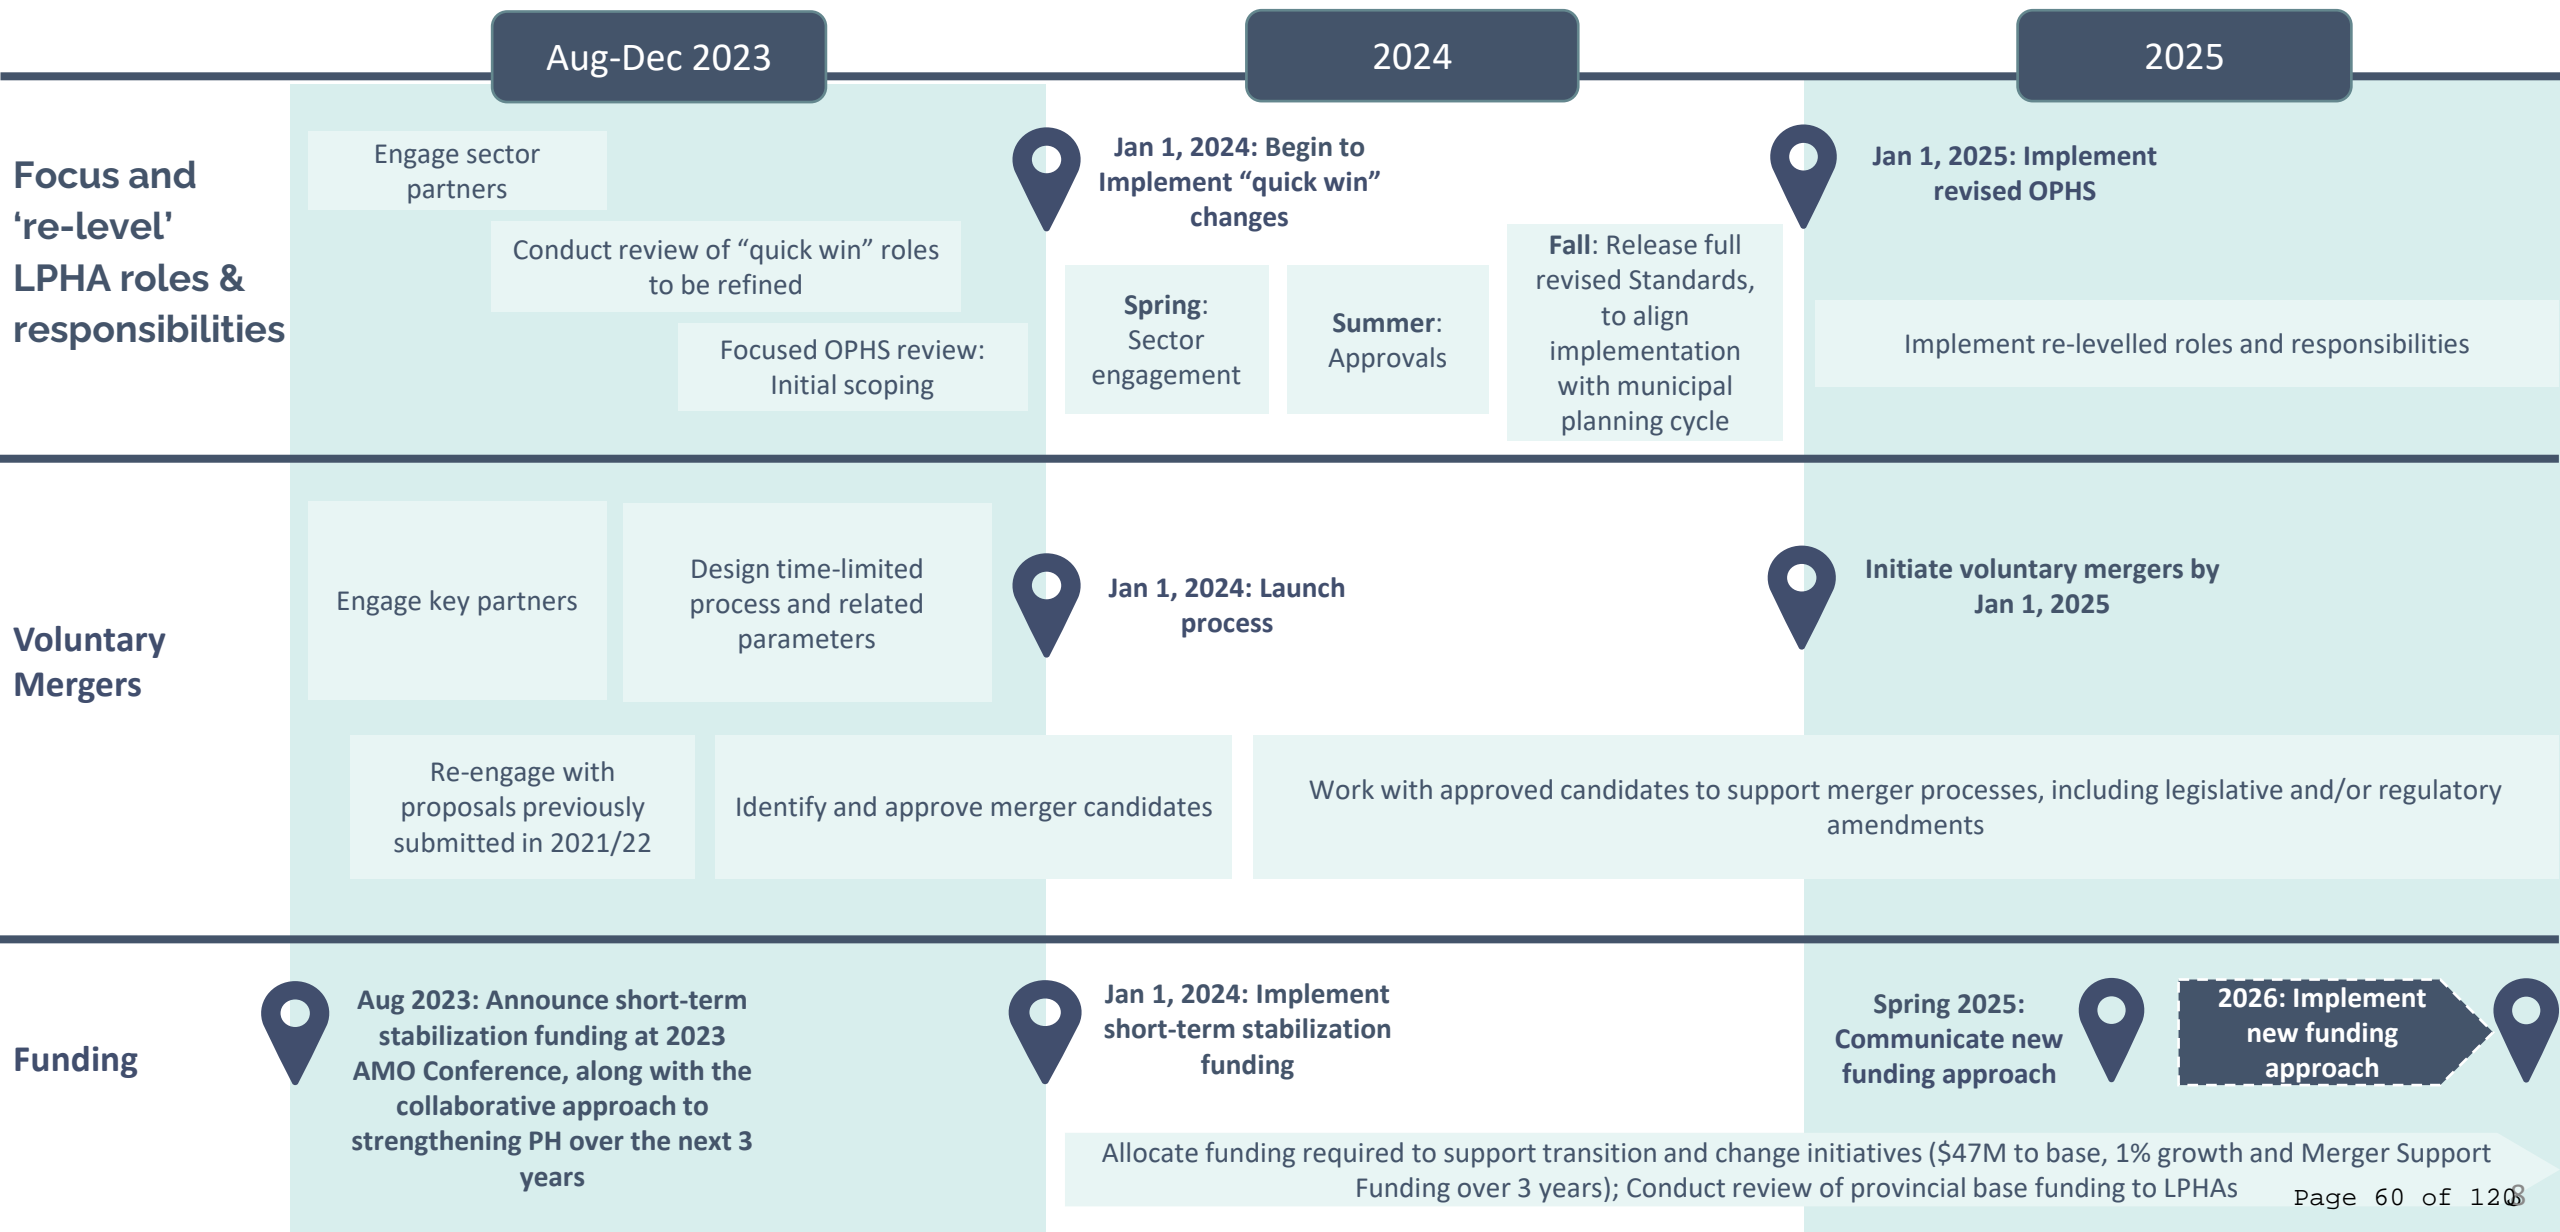 Aug-Dec 2023
2024
2025
Focus and
‘re-level’
LPHA roles &
responsibilities
Engage sector
partners
Conduct review of “quick win” roles
to be refined
Focused OPHS review:
Initial scoping
Jan 1, 2024: Begin to
Implement “quick win”
changes
Spring:
Sector
engagement
Summer:
Approvals
Fall: Release full
revised Standards,
to align
implementation
with municipal
planning cycle
Jan 1, 2025: Implement
revised OPHS
Implement re-levelled roles and responsibilities
Voluntary
Mergers
Engage key partners
Design time-limited
process and related
parameters
Jan 1, 2024: Launch
process
Initiate voluntary mergers by
Jan 1, 2025
Re-engage with
proposals previously
submitted in 2021/22
Identify and approve merger candidates
Work with approved candidates to support merger processes, including legislative and/or regulatory
amendments
Funding
Aug 2023: Announce short-term
stabilization funding at 2023
AMO Conference, along with the
collaborative approach to
strengthening PH over the next 3
years
Jan 1, 2024: Implement
short-term stabilization
funding
Spring 2025:
Communicate new
funding approach
2026: Implement
new funding
approach
Allocate funding required to support transition and change initiatives ($47M to base, 1% growth and Merger Support
Funding over 3 years); Conduct review of provincial base funding to LPHAs
Page 60 of